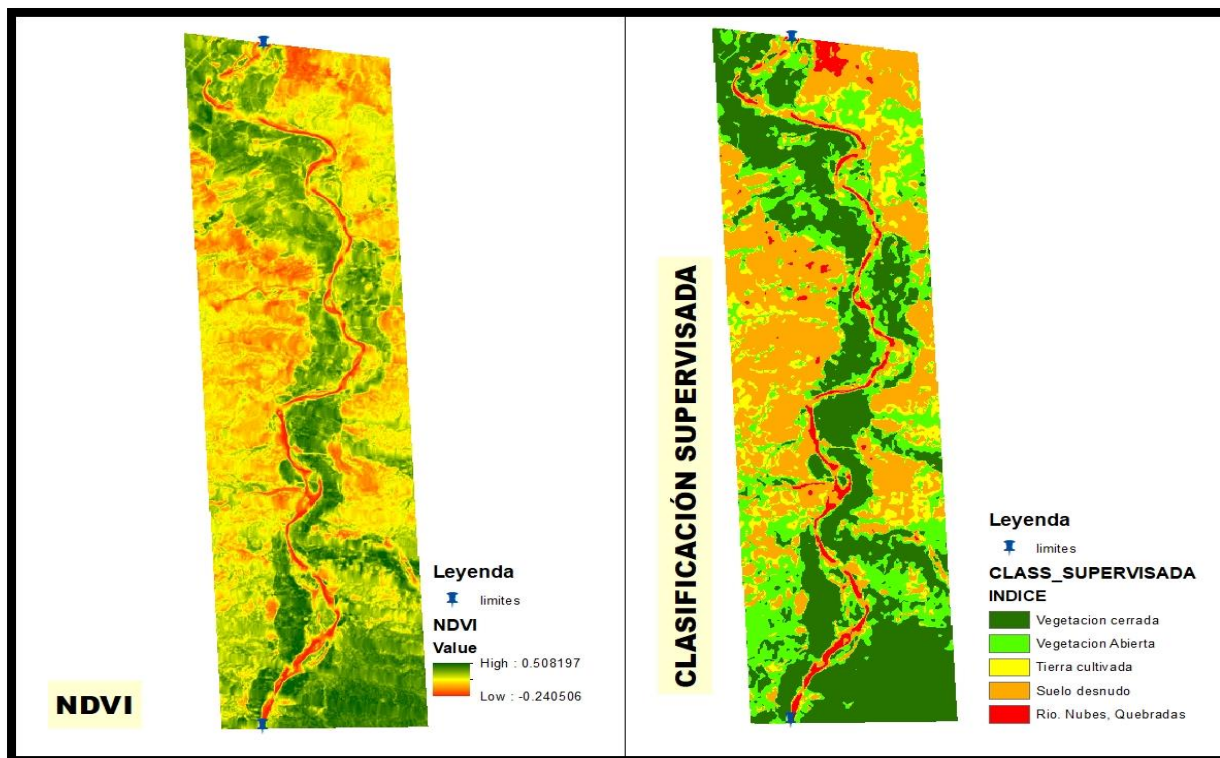 Leyenda
limites
NDVI
Value
High : 0.508197
Low : -0.240506
NDVI
CLASIFICACIÓN SUPERVISADA
Leyenda
limites
CLASS_SUPERVISADA
INDICE
Vegetacion cerrada
Vegetacion Abierta
Tierra cultivada
Suelo desnudo
Rio. Nubes, Quebradas